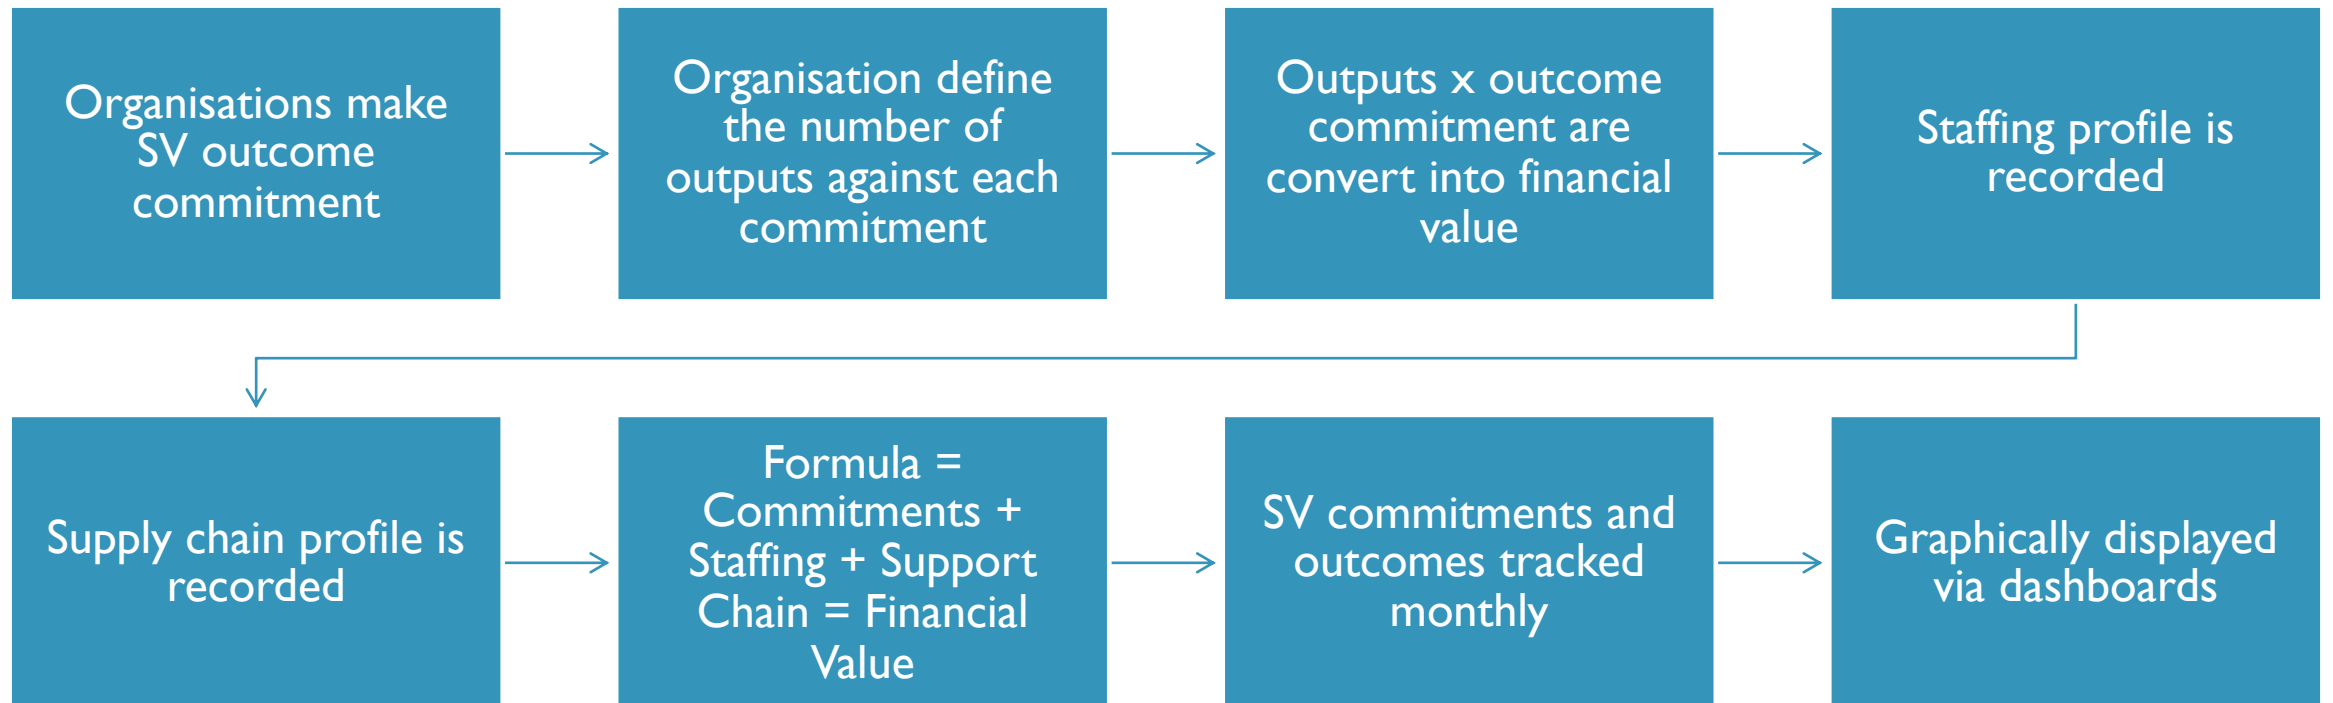 Organisations make
SV outcome
commitment
Organisation define
the number of
outputs against each
commitment
Outputs x outcome
commitment are
convert into financial
value
Staffing profile is
recorded
Supply chain profile is
recorded
Formula =
Commitments +
Staffing + Support
Chain = Financial
Value
SV commitments and
outcomes tracked
monthly
Graphically displayed
via dashboards